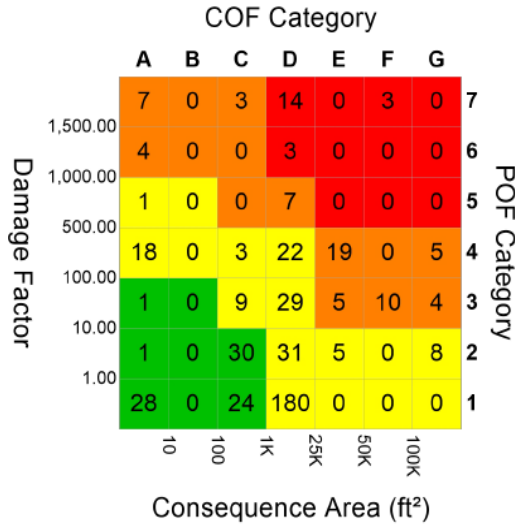 COF Category
A B C D E F G
7 0 3 14 0 3 0 7
1,500.00
4 0 0 3 0 0 0 6
1,000.00
1 0 0 7 0 0 0 5
500.00
18 0 3 22 19 0 5 4
100.00
1 0 9 29 5 10 4 3
10.00
1 0 30 31 5 0 8 2
1.00
28 0 24 180 0 0 0 1
10 100 1K 25K 50K 100K
Consequence Area (ft²)
Damage Factor
POF Category